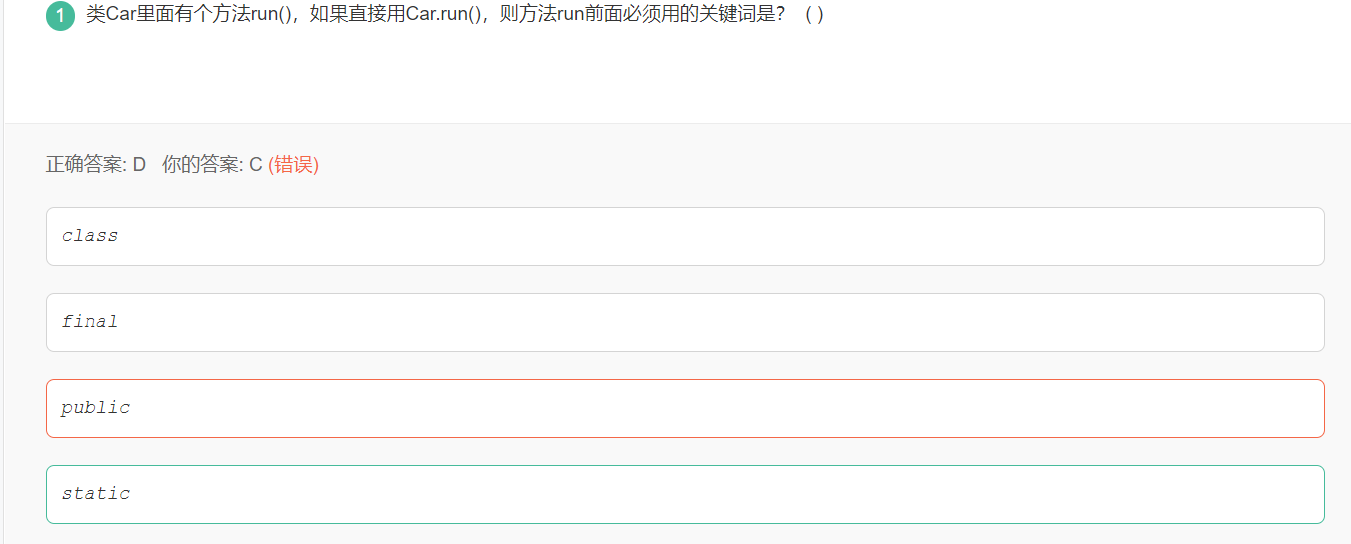 1 类Car里面有个方法run()，如果直接用Car.run()，则方法run前面必须用的关键词是？ ( )
正确答案: D 你的答案: C (错误)
class
final
public
static